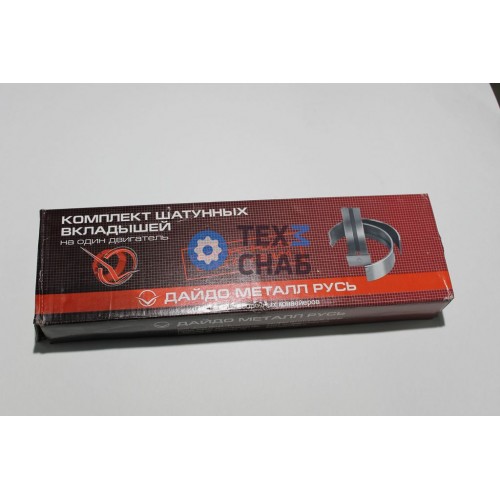 КОМПЛЕКТ ШАТУННЫХ
ВКЛАДЫШЕЙ
на один двигатель
ТЕХ
СНАБ
ДАЙДО МЕТАЛЛ РУСЬ
ДАЙДО МЕТАЛЛ РУСЬ